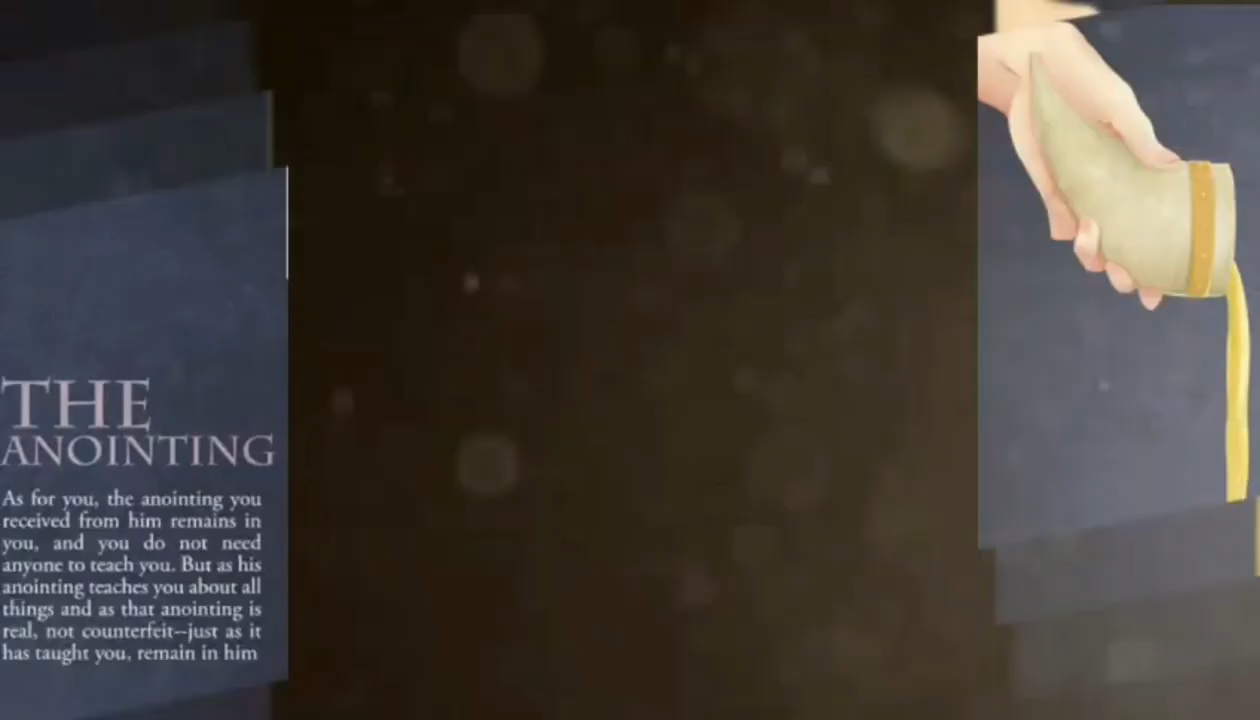 THE
ANOINTING
As for you, the anointing you
received from him remains in
you, and you do not need
anyone to teach you. But as his
anointing teaches you about all
things and as that anointing is
real, not counterfeit--just as it
has taught you, remain in him